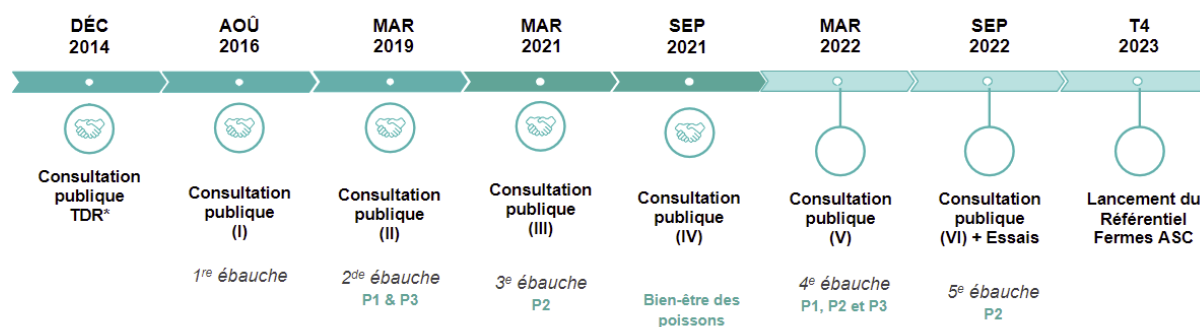 DÉC
2014
AOÛ
2016
MAR
2019
MAR
2021
SEP
2021
MAR
2022
SEP
2022
T4
2023
Consultation
publique
TDR*
Consultation
publique
(I)
1re ébauche
Consultation
publique
(II)
2de ébauche
P1 & P3
Consultation
publique
(III)
3e ébauche
P2
Consultation
publique
(IV)
Bien-être des
poissons
Consultation
publique
(V)
4e ébauche
P1, P2 et P3
Consultation
publique
(VI) + Essais
5e ébauche
P2
Lancement du
Référentiel
Fermes ASC